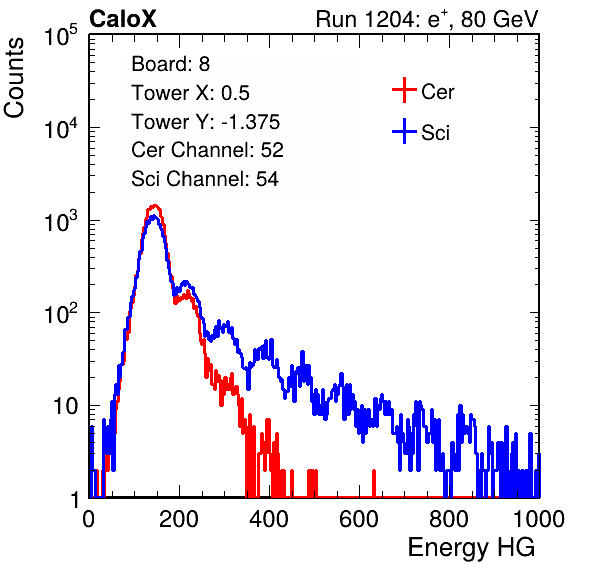 CaloX Run 1204: e⁺, 80 GeV
Counts
Board: 8
Tower X: 0.5
Tower Y: -1.375
Cer Channel: 52
Sci Channel: 54
Cer
Sci
10⁵
10⁴
10³
10²
10
1
0 200 400 600 800 1000
Energy HG